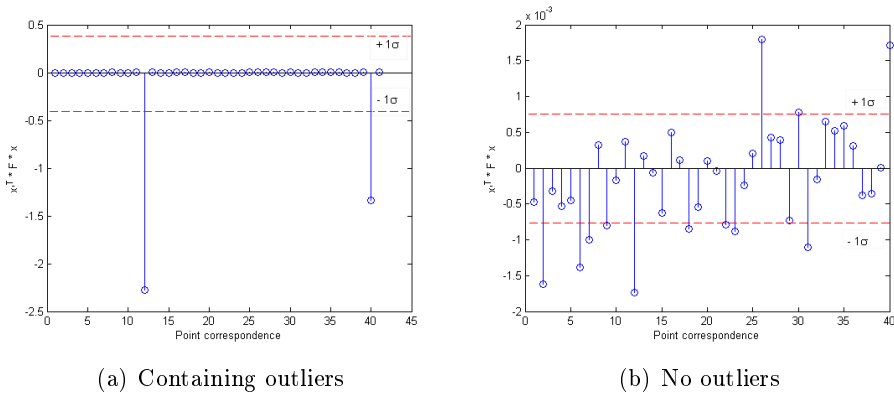 0.5
0
-0.5
-1
-1.5
-2
-2.5
0 5 10 15 20 25 30 35 40 45
+ 1σ
- 1σ
x'ᵀ * F * x
Point correspondence
(a) Containing outliers
x 10⁻³
2
1.5
1
0.5
0
-0.5
-1
-1.5
-2
0 5 10 15 20 25 30 35 40
+ 1σ
- 1σ
x'ᵀ * F * x
Point correspondence
(b) No outliers